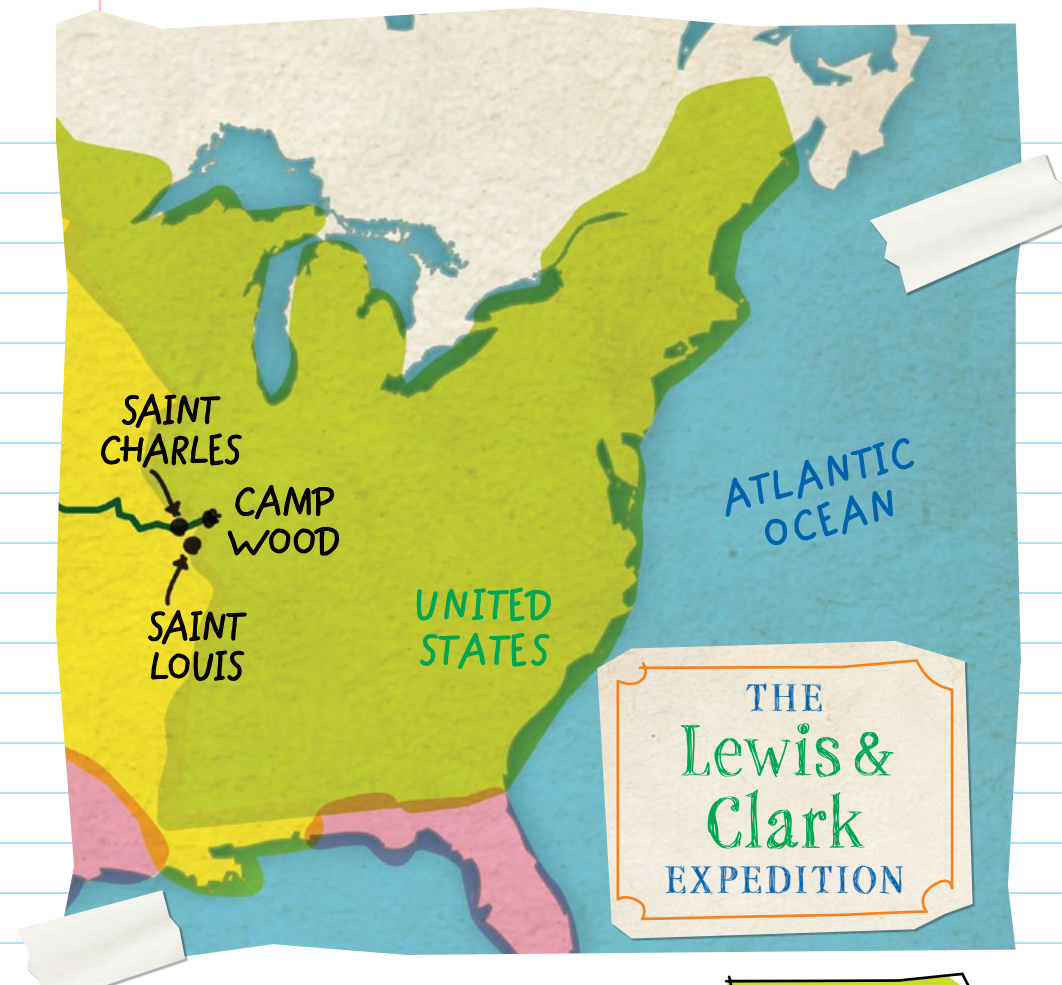 SAINT
CHARLES
CAMP
WOOD
SAINT
LOUIS
UNITED
STATES
ATLANTIC
OCEAN
THE
Lewis &
Clark
EXPEDITION